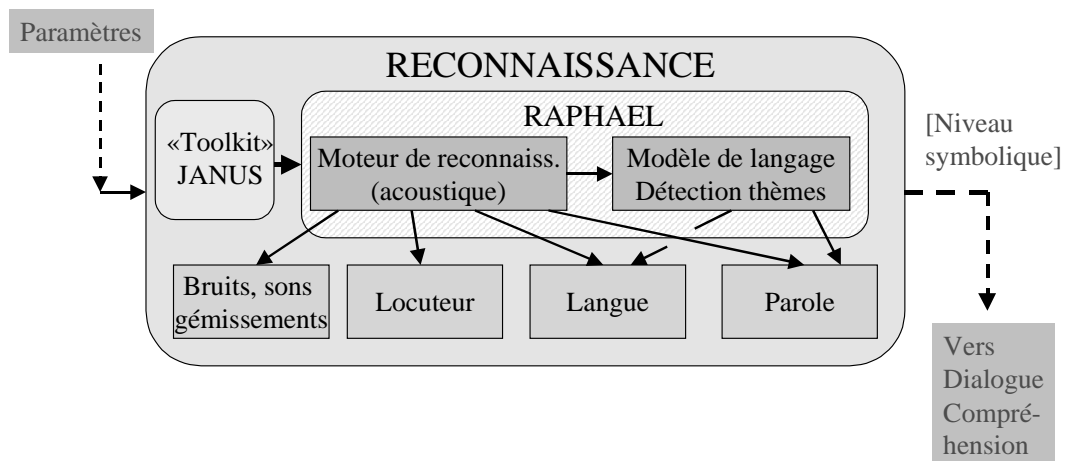 Paramètres
RECONNAISSANCE
«Toolkit»
JANUS
RAPHAEL
Moteur de reconnaiss.
(acoustique)
Modèle de langage
Détection thèmes
[Niveau
symbolique]
Bruits, sons
gémissements
Locuteur
Langue
Parole
Vers
Dialogue
Compré-
hension